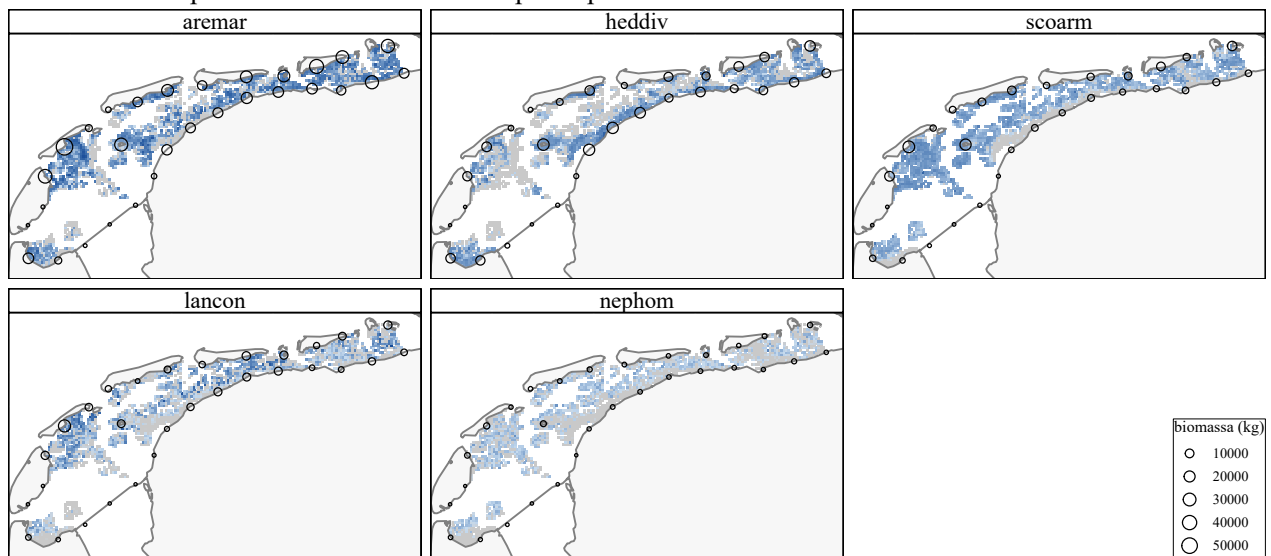 aremar
heddiv
scoarm
lancon
nephom
biomassa (kg)
10000
20000
30000
40000
50000